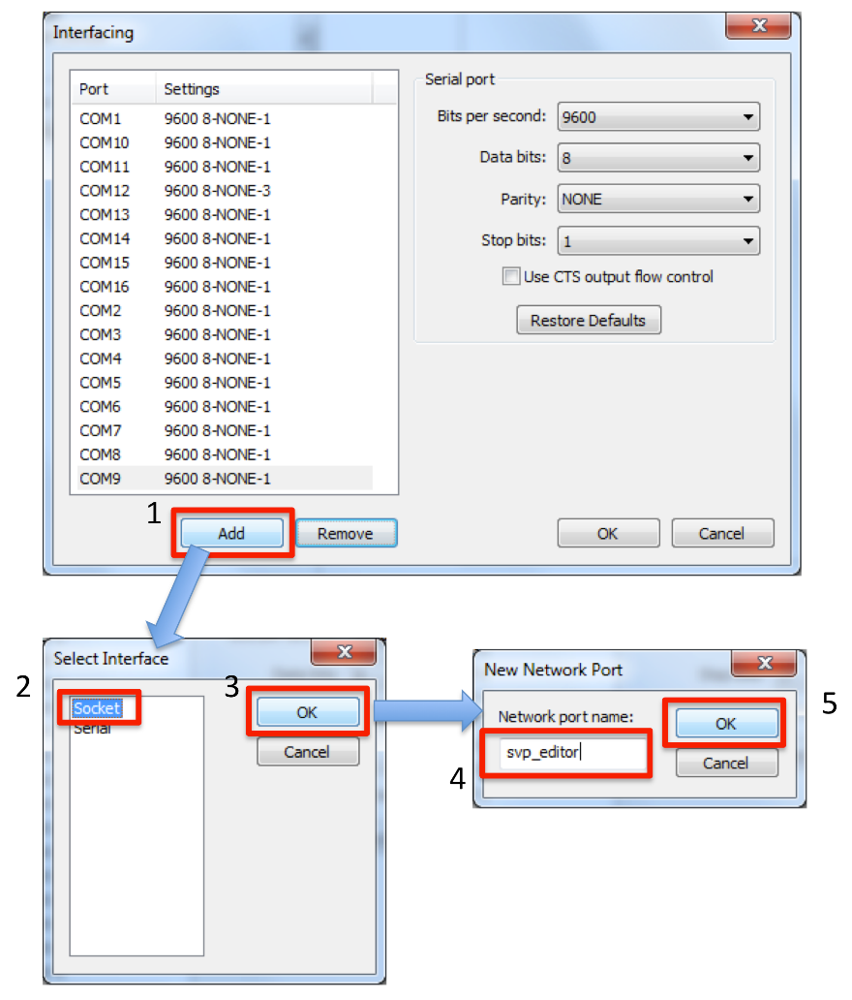 Interfacing
Port Settings
COM1 9600 8-NONE-1
COM10 9600 8-NONE-1
COM11 9600 8-NONE-1
COM12 9600 8-NONE-3
COM13 9600 8-NONE-1
COM14 9600 8-NONE-1
COM15 9600 8-NONE-1
COM16 9600 8-NONE-1
COM2 9600 8-NONE-1
COM3 9600 8-NONE-1
COM4 9600 8-NONE-1
COM5 9600 8-NONE-1
COM6 9600 8-NONE-1
COM7 9600 8-NONE-1
COM8 9600 8-NONE-1
COM9 9600 8-NONE-1
Serial port
Bits per second: 9600
Data bits: 8
Parity: NONE
Stop bits: 1
Use CTS output flow control
Restore Defaults
1
Add Remove OK Cancel
Select Interface
2
Socket
Serial
3
OK
Cancel
New Network Port
Network port name:
4
svp_editor
5
OK
Cancel